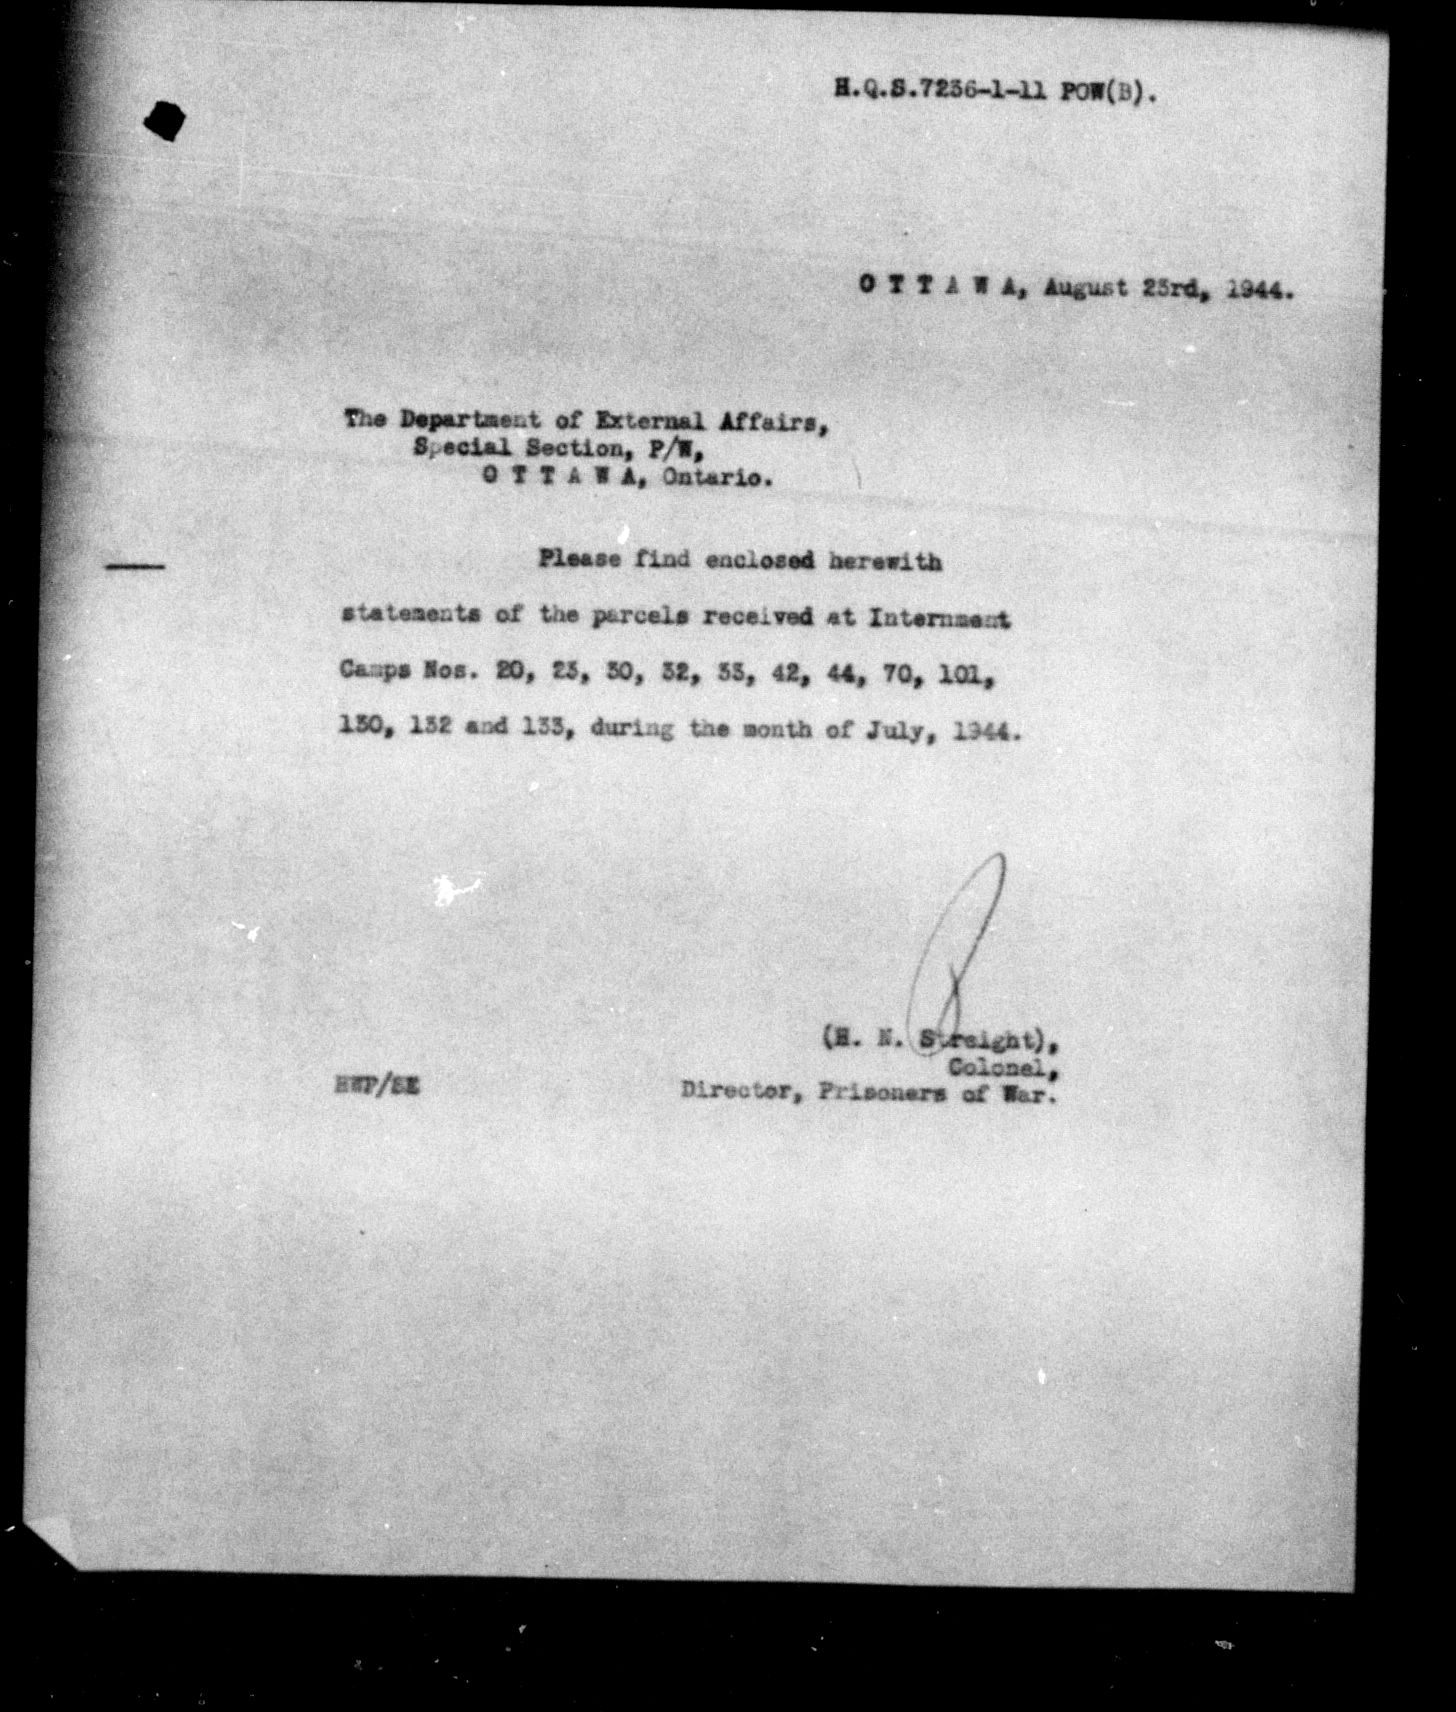 H.Q.S.7236-1-11 POW(B).
O T T A W A, August 23rd, 1944.
The Department of External Affairs,
Special Section, P/W,
O T T A W A, Ontario.
Please find enclosed herewith
statements of the parcels received at Internment
Camps Nos. 20, 23, 30, 32, 33, 42, 44, 70, 101,
130, 132 and 133, during the month of July, 1944.
(H. N. Streight),
Colonel,
HWP/SE
Director, Prisoners of War.